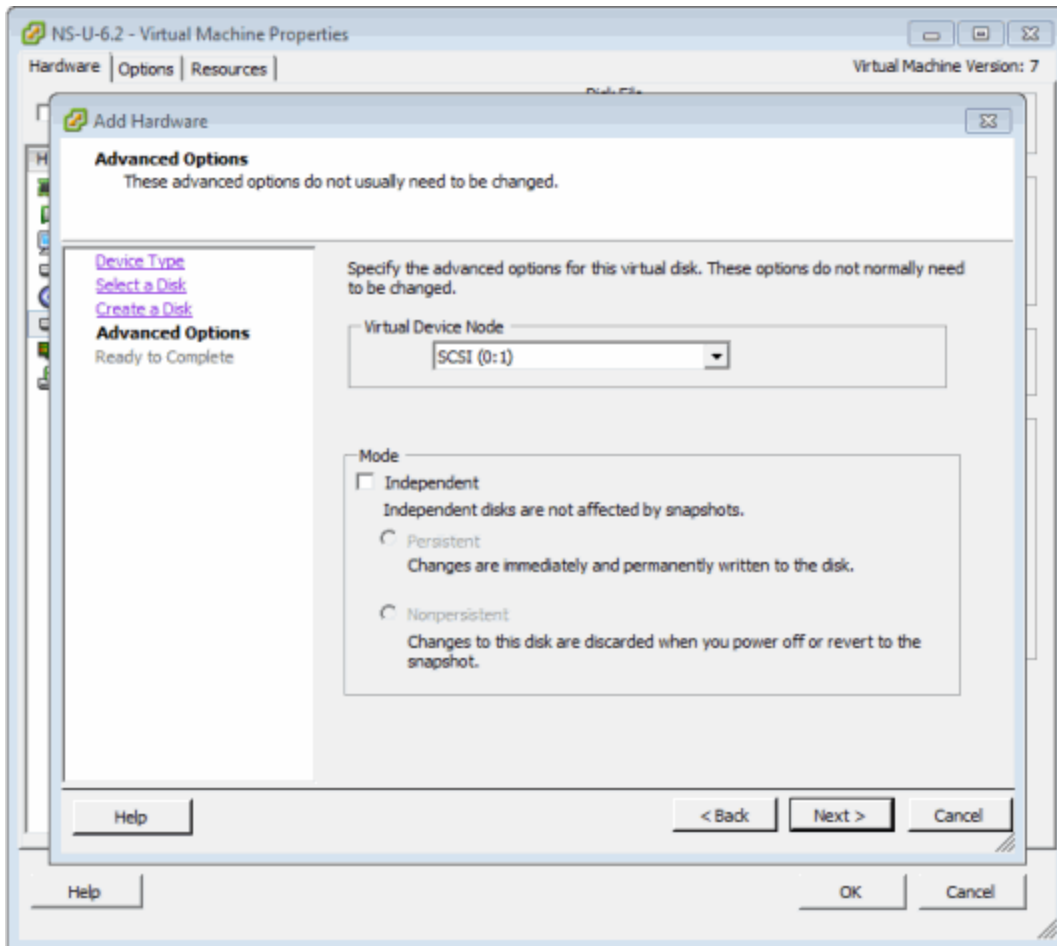 NS-U-6.2 - Virtual Machine Properties
Hardware Options Resources Virtual Machine Version: 7
Add Hardware
Advanced Options
These advanced options do not usually need to be changed.
Device Type
Select a Disk
Create a Disk
Advanced Options
Ready to Complete
Specify the advanced options for this virtual disk. These options do not normally need
to be changed.
Virtual Device Node
SCSI (0:1)
Mode
Independent
Independent disks are not affected by snapshots.
Persistent
Changes are immediately and permanently written to the disk.
Nonpersistent
Changes to this disk are discarded when you power off or revert to the
snapshot.
Help < Back Next > Cancel
Help OK Cancel